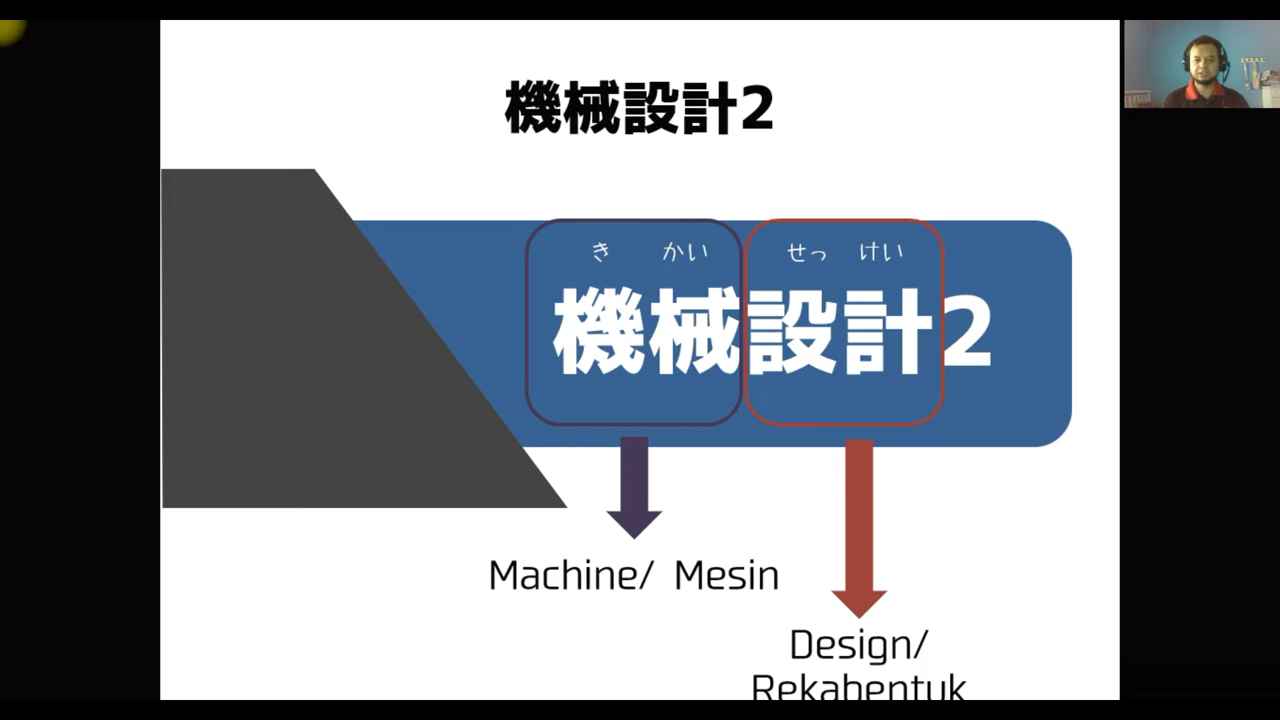 機械設計2
き かい せっ けい
機械設計2
Machine/ Mesin
Design/
Rekabentuk